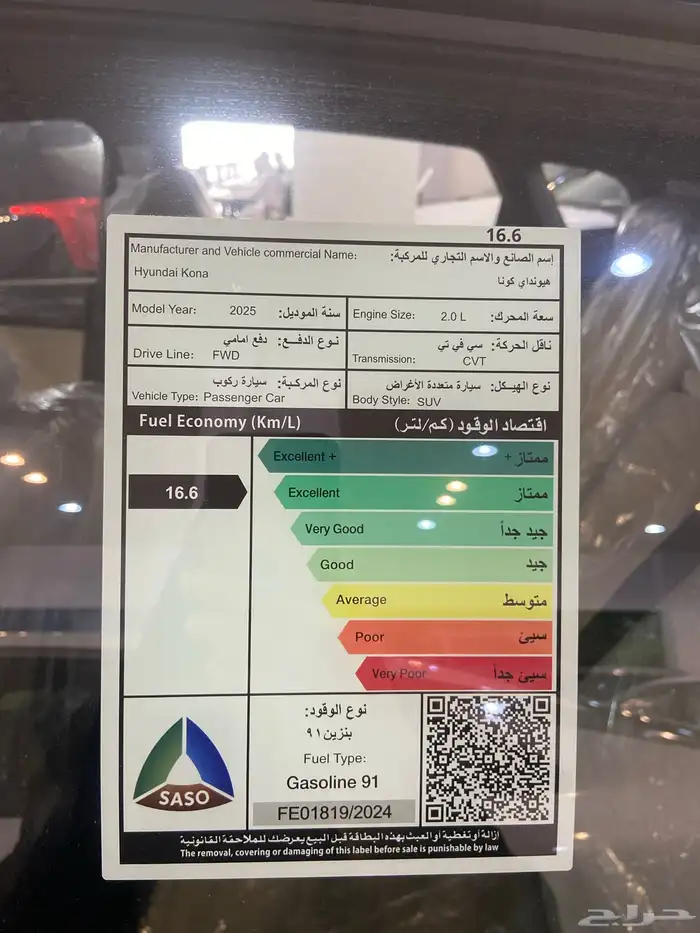 16.6
Manufacturer and Vehicle commercial Name: إسم الصانع والاسم التجاري للمركبة:
Hyundai Kona هيونداي كونا
Model Year: 2025 سنة الموديل:
Engine Size: 2.0 L سعة المحرك:
نوع الدفع: دفع امامي
Drive Line: FWD
ناقل الحركة: سي في تي
Transmission: CVT
نوع المركبة: سيارة ركوب
Vehicle Type: Passenger Car
نوع الهيكل: سيارة متعددة الأغراض
Body Style: SUV
Fuel Economy (Km/L) اقتصاد الوقود (كم/لتر)
Excellent + ممتاز +
16.6
Excellent ممتاز
Very Good جيد جداً
Good جيد
Average متوسط
Poor سيئ
Very Poor سيئ جداً
نوع الوقود:
بنزين ٩١
Fuel Type:
Gasoline 91
FE01819/2024
SASO
إزالة أو تغطية أو العبث بهذه البطاقة قبل البيع يعرضك للملاحقة القانونية
The removal, covering or damaging of this label before sale is punishable by law
حراج